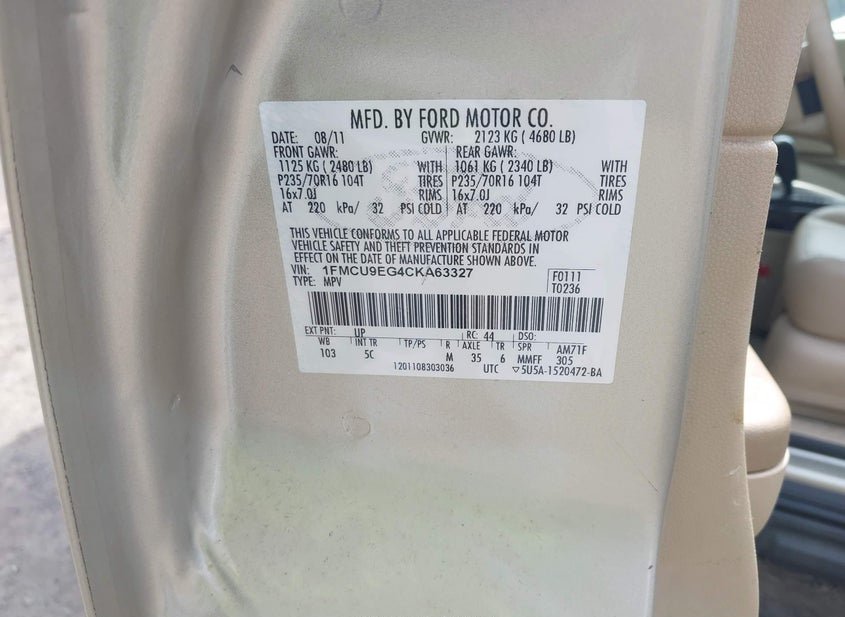 MFD. BY FORD MOTOR CO.
DATE: 08/11 GVWR: 2123 KG ( 4680 LB)
FRONT GAWR: REAR GAWR:
1125 KG ( 2480 LB) WITH 1061 KG ( 2340 LB) WITH
P235/70R16 104T TIRES P235/70R16 104T TIRES
16x7.0J RIMS 16x7.0J RIMS
AT 220 kPa/ 32 PSI COLD AT 220 kPa/ 32 PSI COLD
THIS VEHICLE CONFORMS TO ALL APPLICABLE FEDERAL MOTOR
VEHICLE SAFETY AND THEFT PREVENTION STANDARDS IN
EFFECT ON THE DATE OF MANUFACTURE SHOWN ABOVE.
VIN: 1FMCU9EG4CKA63327 F0111
TYPE: MPV T0236
EXT PNT: UP RC: 44 DSO:
WB INT TR TP/PS R AXLE TR SPR AM71F
103 5C M 35 6 MMFF 305
1201108303036 UTC ▽5U5A-1520472-BA